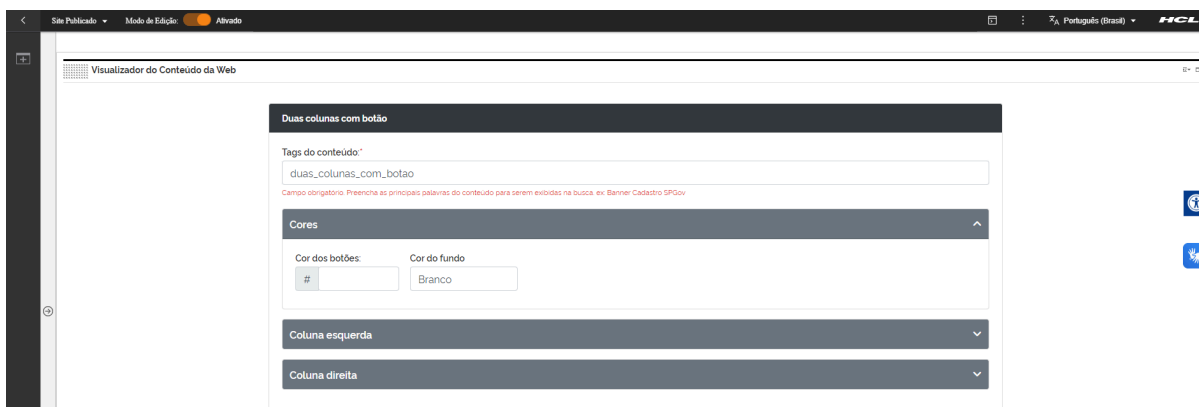 Site Publicado
Modo de Edição:
Ativado
Português (Brasil)
HCL
Visualizador do Conteúdo da Web
Duas colunas com botão
Tags do conteúdo:*
duas_colunas_com_botao
Campo obrigatório. Preencha as principais palavras do conteúdo para serem exibidas na busca. ex: Banner Cadastro SPGov
Cores
Cor dos botões:
Cor do fundo
#
Branco
Coluna esquerda
Coluna direita